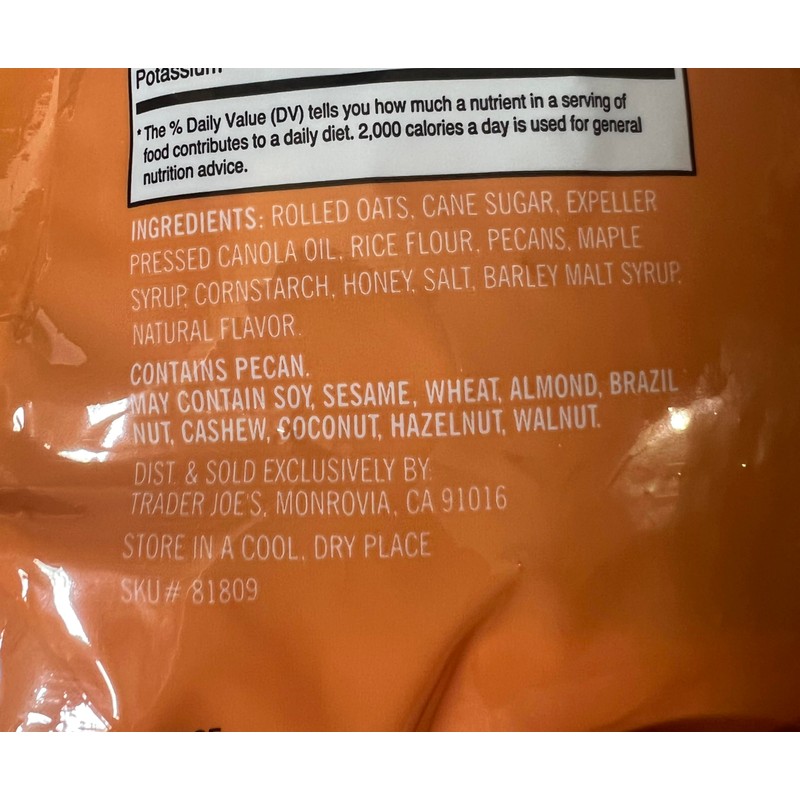 Potassium
* The % Daily Value (DV) tells you how much a nutrient in a serving of
food contributes to a daily diet. 2,000 calories a day is used for general
nutrition advice.
INGREDIENTS: ROLLED OATS, CANE SUGAR, EXPELLER
PRESSED CANOLA OIL, RICE FLOUR, PECANS, MAPLE
SYRUP, CORNSTARCH, HONEY, SALT, BARLEY MALT SYRUP,
NATURAL FLAVOR.
CONTAINS PECAN.
MAY CONTAIN SOY, SESAME, WHEAT, ALMOND, BRAZIL
NUT, CASHEW, COCONUT, HAZELNUT, WALNUT.
DIST. & SOLD EXCLUSIVELY BY:
TRADER JOE'S, MONROVIA, CA 91016
STORE IN A COOL, DRY PLACE
SKU# 81809